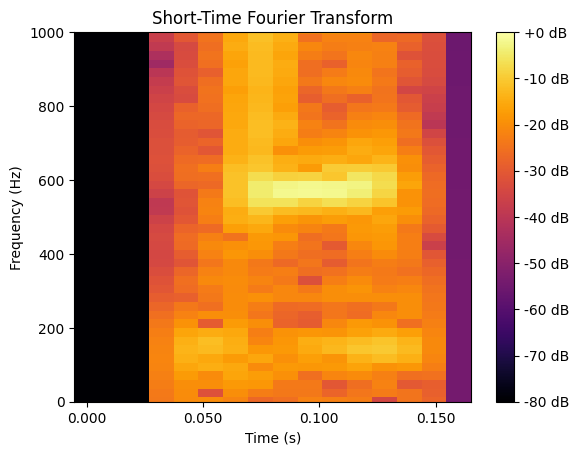 Short-Time Fourier Transform
1000
800
600
400
200
0
Frequency (Hz)
0.000
0.050
0.100
0.150
Time (s)
+0 dB
-10 dB
-20 dB
-30 dB
-40 dB
-50 dB
-60 dB
-70 dB
-80 dB